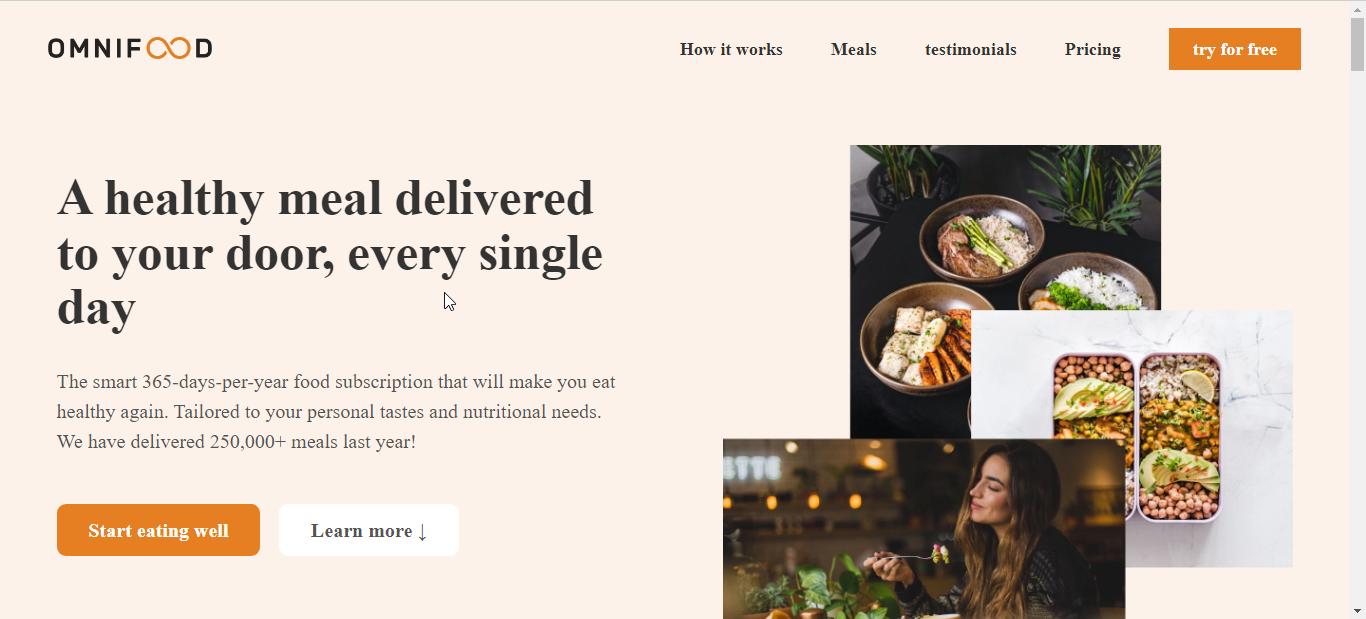 OMNIFOOD
How it works
Meals
testimonials
Pricing
try for free
A healthy meal delivered
to your door, every single
day
The smart 365-days-per-year food subscription that will make you eat
healthy again. Tailored to your personal tastes and nutritional needs.
We have delivered 250,000+ meals last year!
Start eating well
Learn more ↓
ETTE